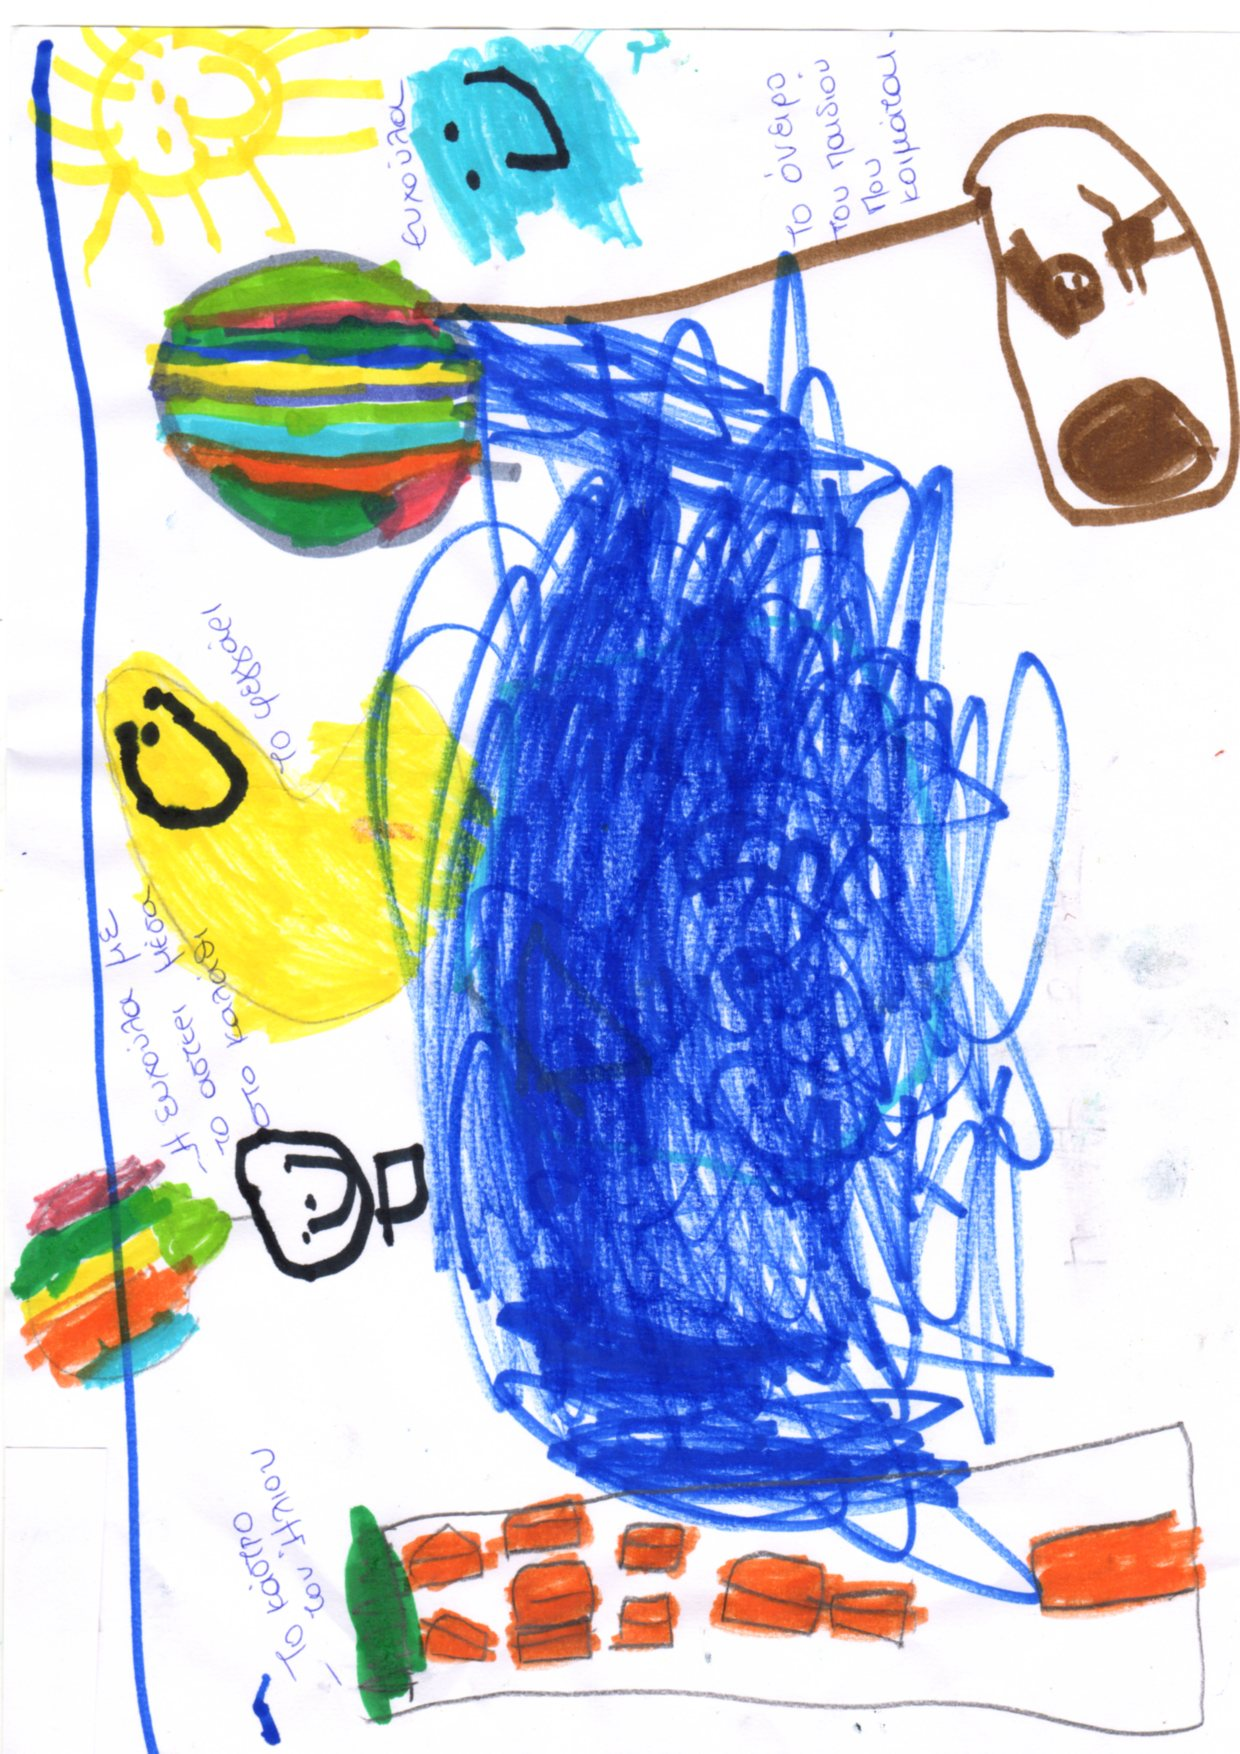 ευχούλα
το όνειρο
του παιδιού
που
κοιμάται.
το φεγγάρι
Η ευχούλα με
το αστέρι μέσα
στο καλάθι
Το κάστρο
του Ήλιου